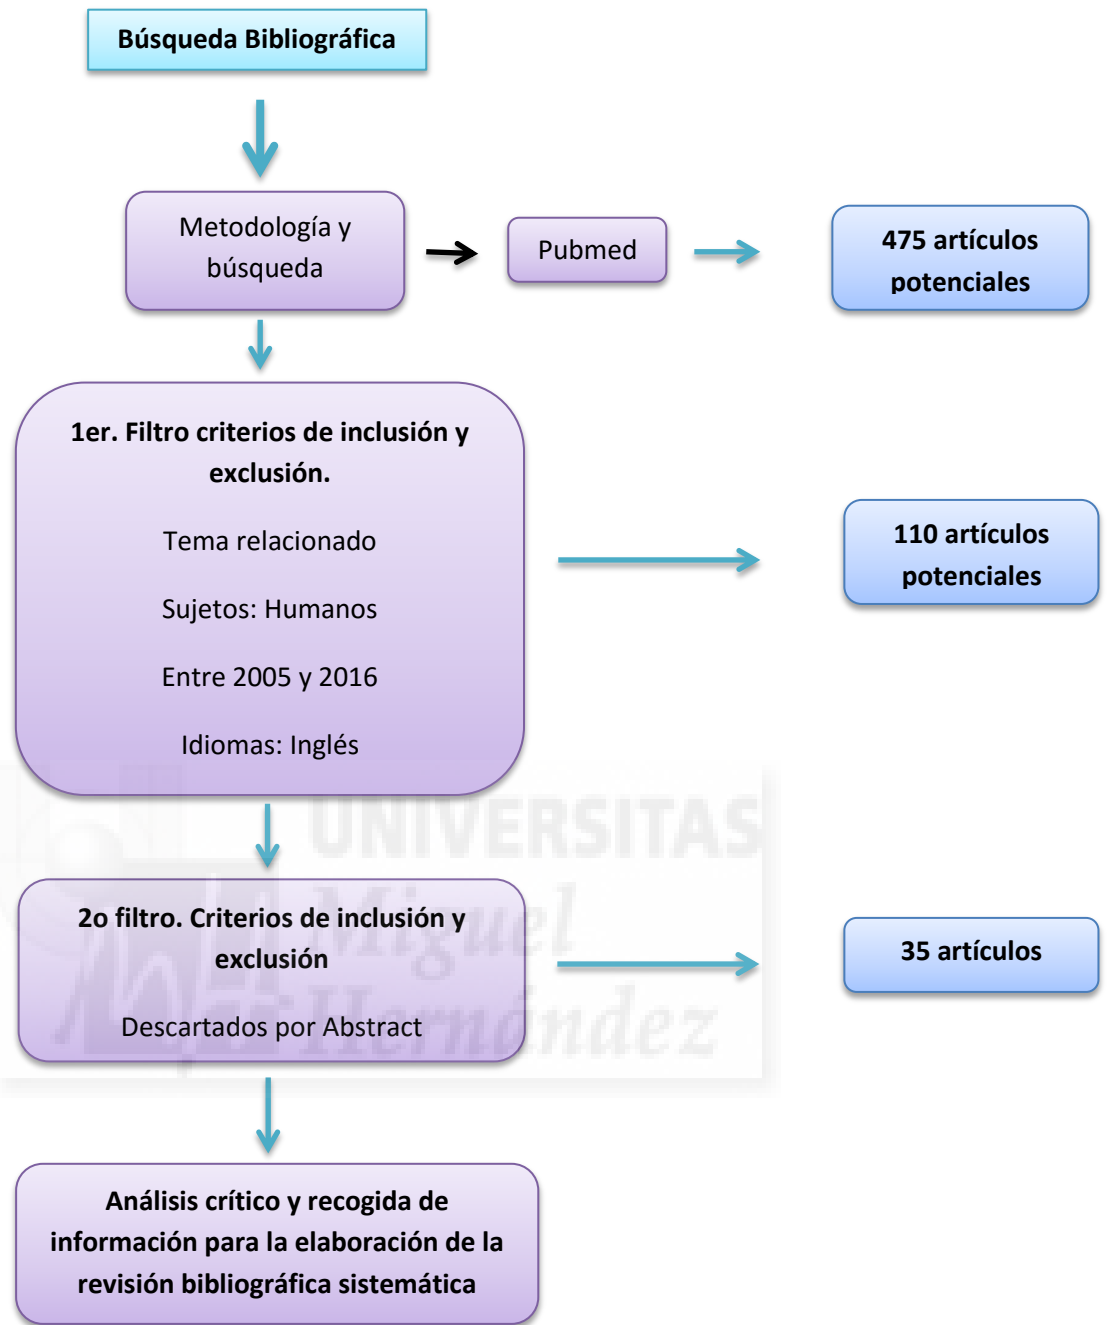 Búsqueda Bibliográfica
Metodología y
búsqueda
Pubmed
475 artículos
potenciales
1er. Filtro criterios de inclusión y
exclusión.
Tema relacionado
Sujetos: Humanos
Entre 2005 y 2016
Idiomas: Inglés
110 artículos
potenciales
UNIVERSITAS
Miguel
Hernández
2o filtro. Criterios de inclusión y
exclusión
Descartados por Abstract
35 artículos
Análisis crítico y recogida de
información para la elaboración de la
revisión bibliográfica sistemática